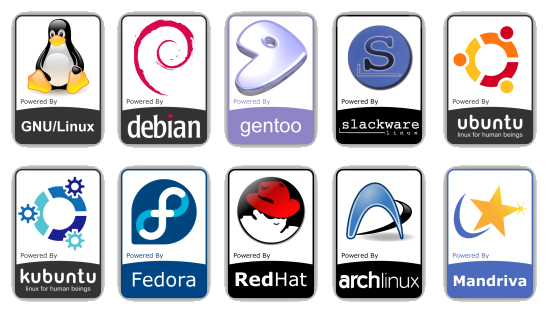 Powered By
GNU/Linux
Powered By
debian
Powered By
gentoo
S
Powered By
slackware
linux
Powered By
ubuntu
linux for human beings
Powered By
kubuntu
linux for human beings
Powered By
Fedora
Powered By
RedHat
Powered By
archlinux
Powered By
Mandriva